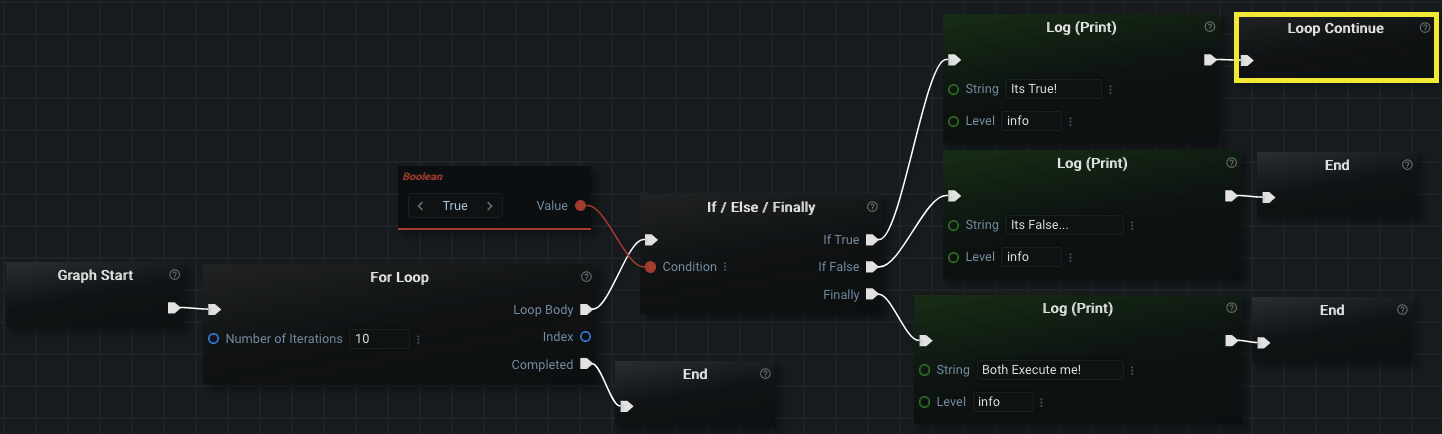 Graph Start
For Loop
Loop Body
Number of Iterations 10
Index
Completed
End
Boolean
True
Value
If / Else / Finally
If True
Condition
If False
Finally
Log (Print)
String Its True!
Level info
Loop Continue
Log (Print)
String Its False...
Level info
End
Log (Print)
String Both Execute me!
Level info
End